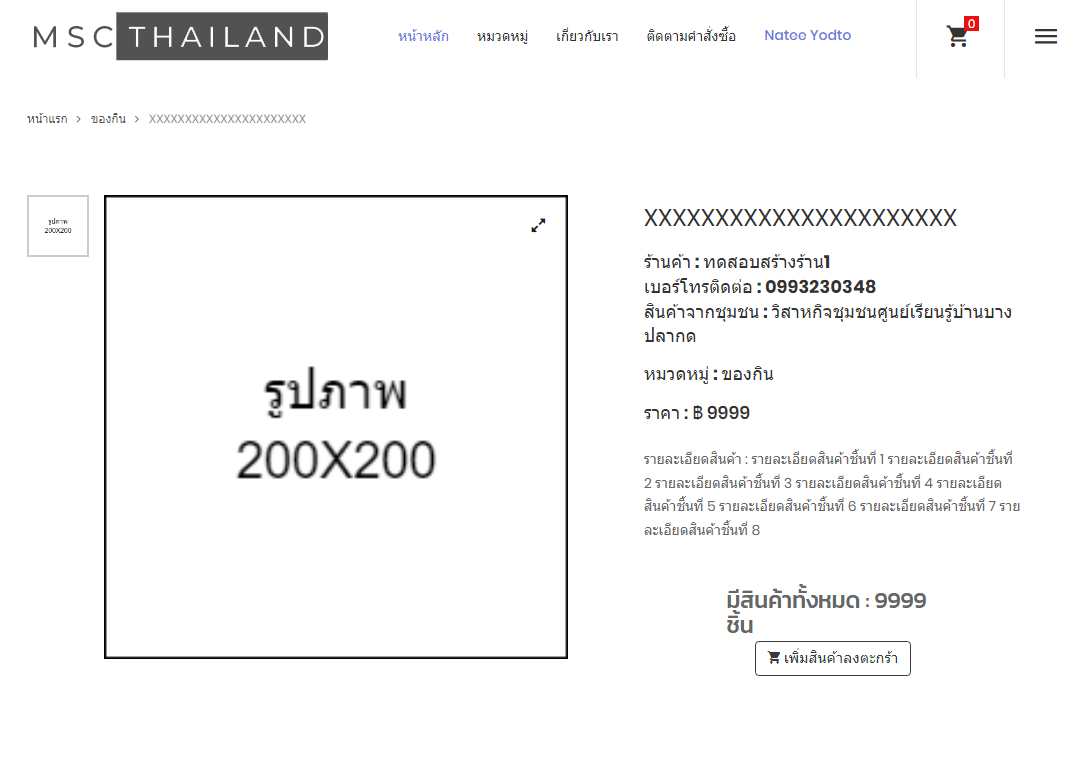 MSC THAILAND
หน้าหลัก หมวดหมู่ เกี่ยวกับเรา ติดตามคำสั่งซื้อ Natee Yodto 0
หน้าแรก > ของกิน > XXXXXXXXXXXXXXXXXXXXXX
รูปภาพ
200X200
รูปภาพ
200X200
XXXXXXXXXXXXXXXXXXXXXX
ร้านค้า : ทดสอบสร้างร้าน1
เบอร์โทรติดต่อ : 0993230348
สินค้าจากชุมชน : วิสาหกิจชุมชนศูนย์เรียนรู้บ้านบาง
ปลากด
หมวดหมู่ : ของกิน
ราคา : ฿ 9999
รายละเอียดสินค้า : รายละเอียดสินค้าชิ้นที่ 1 รายละเอียดสินค้าชิ้นที่
2 รายละเอียดสินค้าชิ้นที่ 3 รายละเอียดสินค้าชิ้นที่ 4 รายละเอียด
สินค้าชิ้นที่ 5 รายละเอียดสินค้าชิ้นที่ 6 รายละเอียดสินค้าชิ้นที่ 7 ราย
ละเอียดสินค้าชิ้นที่ 8
มีสินค้าทั้งหมด : 9999
ชิ้น
เพิ่มสินค้าลงตะกร้า